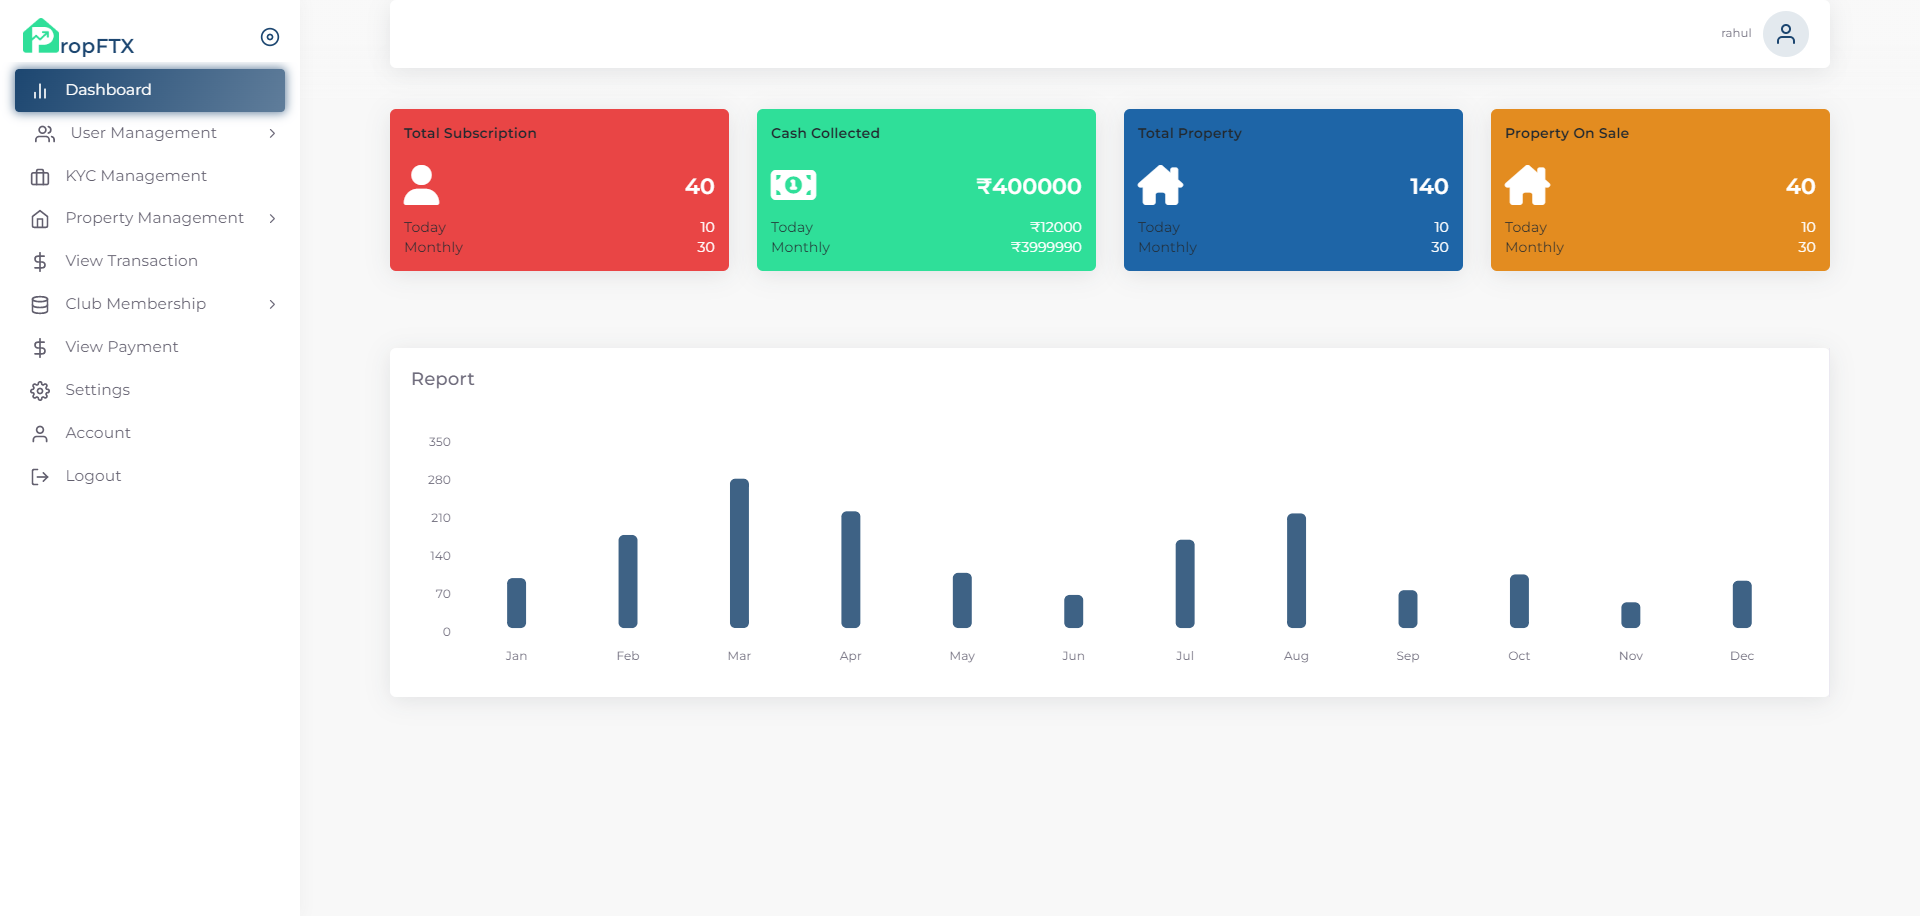 ropFTX
Dashboard
User Management
KYC Management
Property Management
View Transaction
Club Membership
View Payment
Settings
Account
Logout
rahul
Total Subscription
40
Today 10
Monthly 30
Cash Collected
1 ₹400000
Today ₹12000
Monthly ₹3999990
Total Property
140
Today 10
Monthly 30
Property On Sale
40
Today 10
Monthly 30
Report
350
280
210
140
70
0
Jan Feb Mar Apr May Jun Jul Aug Sep Oct Nov Dec